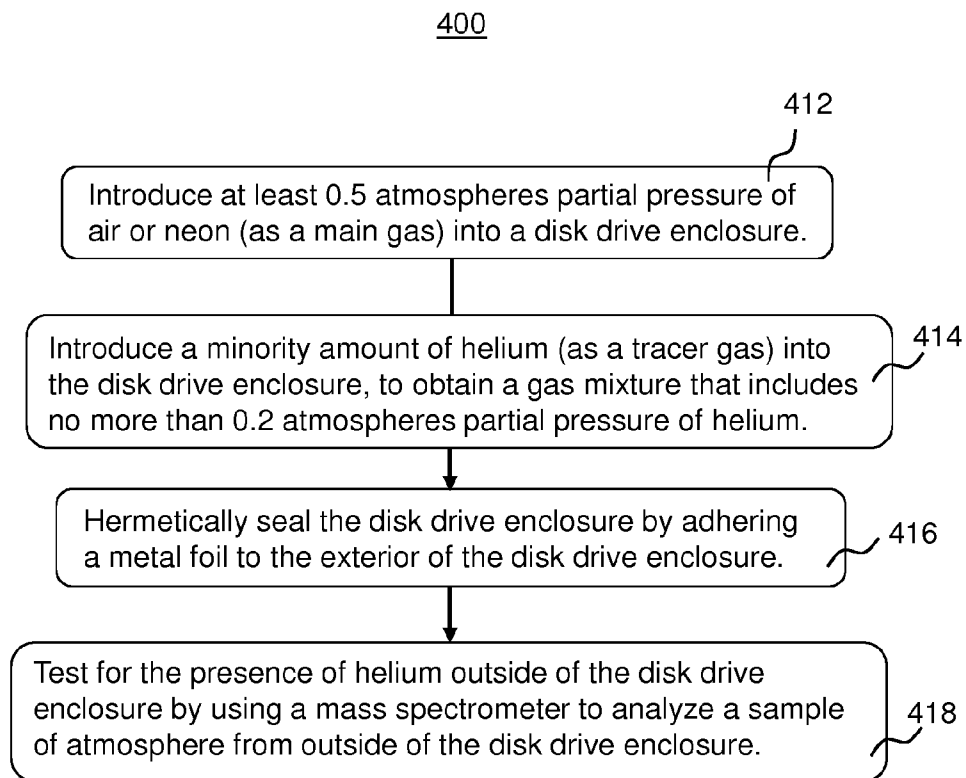 400
412
Introduce at least 0.5 atmospheres partial pressure of
air or neon (as a main gas) into a disk drive enclosure.
414
Introduce a minority amount of helium (as a tracer gas) into
the disk drive enclosure, to obtain a gas mixture that includes
no more than 0.2 atmospheres partial pressure of helium.
Hermetically seal the disk drive enclosure by adhering
a metal foil to the exterior of the disk drive enclosure.
416
Test for the presence of helium outside of the disk drive
enclosure by using a mass spectrometer to analyze a sample
of atmosphere from outside of the disk drive enclosure.
418